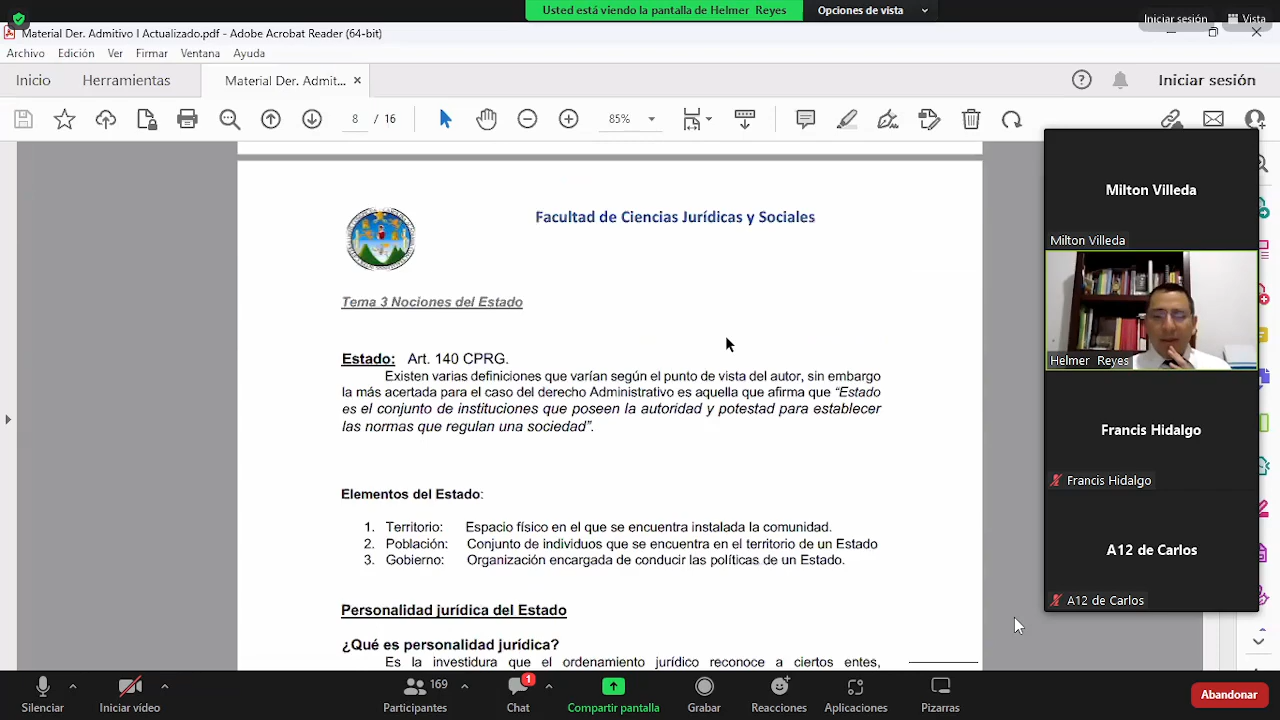 Usted está viendo la pantalla de Helmer Reyes
Opciones de vista
Iniciar sesión
Vista
Material Der. Admitivo I Actualizado.pdf - Adobe Acrobat Reader (64-bit)
Archivo Edición Ver Firmar Ventana Ayuda
Inicio Herramientas Material Der. Admit... Iniciar sesión
8 / 16 85%
Facultad de Ciencias Jurídicas y Sociales
Tema 3 Nociones del Estado
Estado: Art. 140 CPRG.
Existen varias definiciones que varían según el punto de vista del autor, sin embargo
la más acertada para el caso del derecho Administrativo es aquella que afirma que “Estado
es el conjunto de instituciones que poseen la autoridad y potestad para establecer
las normas que regulan una sociedad”.
Elementos del Estado:
1. Territorio: Espacio físico en el que se encuentra instalada la comunidad.
2. Población: Conjunto de individuos que se encuentra en el territorio de un Estado
3. Gobierno: Organización encargada de conducir las políticas de un Estado.
Personalidad jurídica del Estado
¿Qué es personalidad jurídica?
Es la investidura que el ordenamiento jurídico reconoce a ciertos entes,
Milton Villeda
Milton Villeda
Helmer Reyes
Francis Hidalgo
Francis Hidalgo
A12 de Carlos
A12 de Carlos
Silenciar
Iniciar video
169
Participantes
1
Chat
Compartir pantalla
Grabar
Reacciones
Aplicaciones
Pizarras
Abandonar